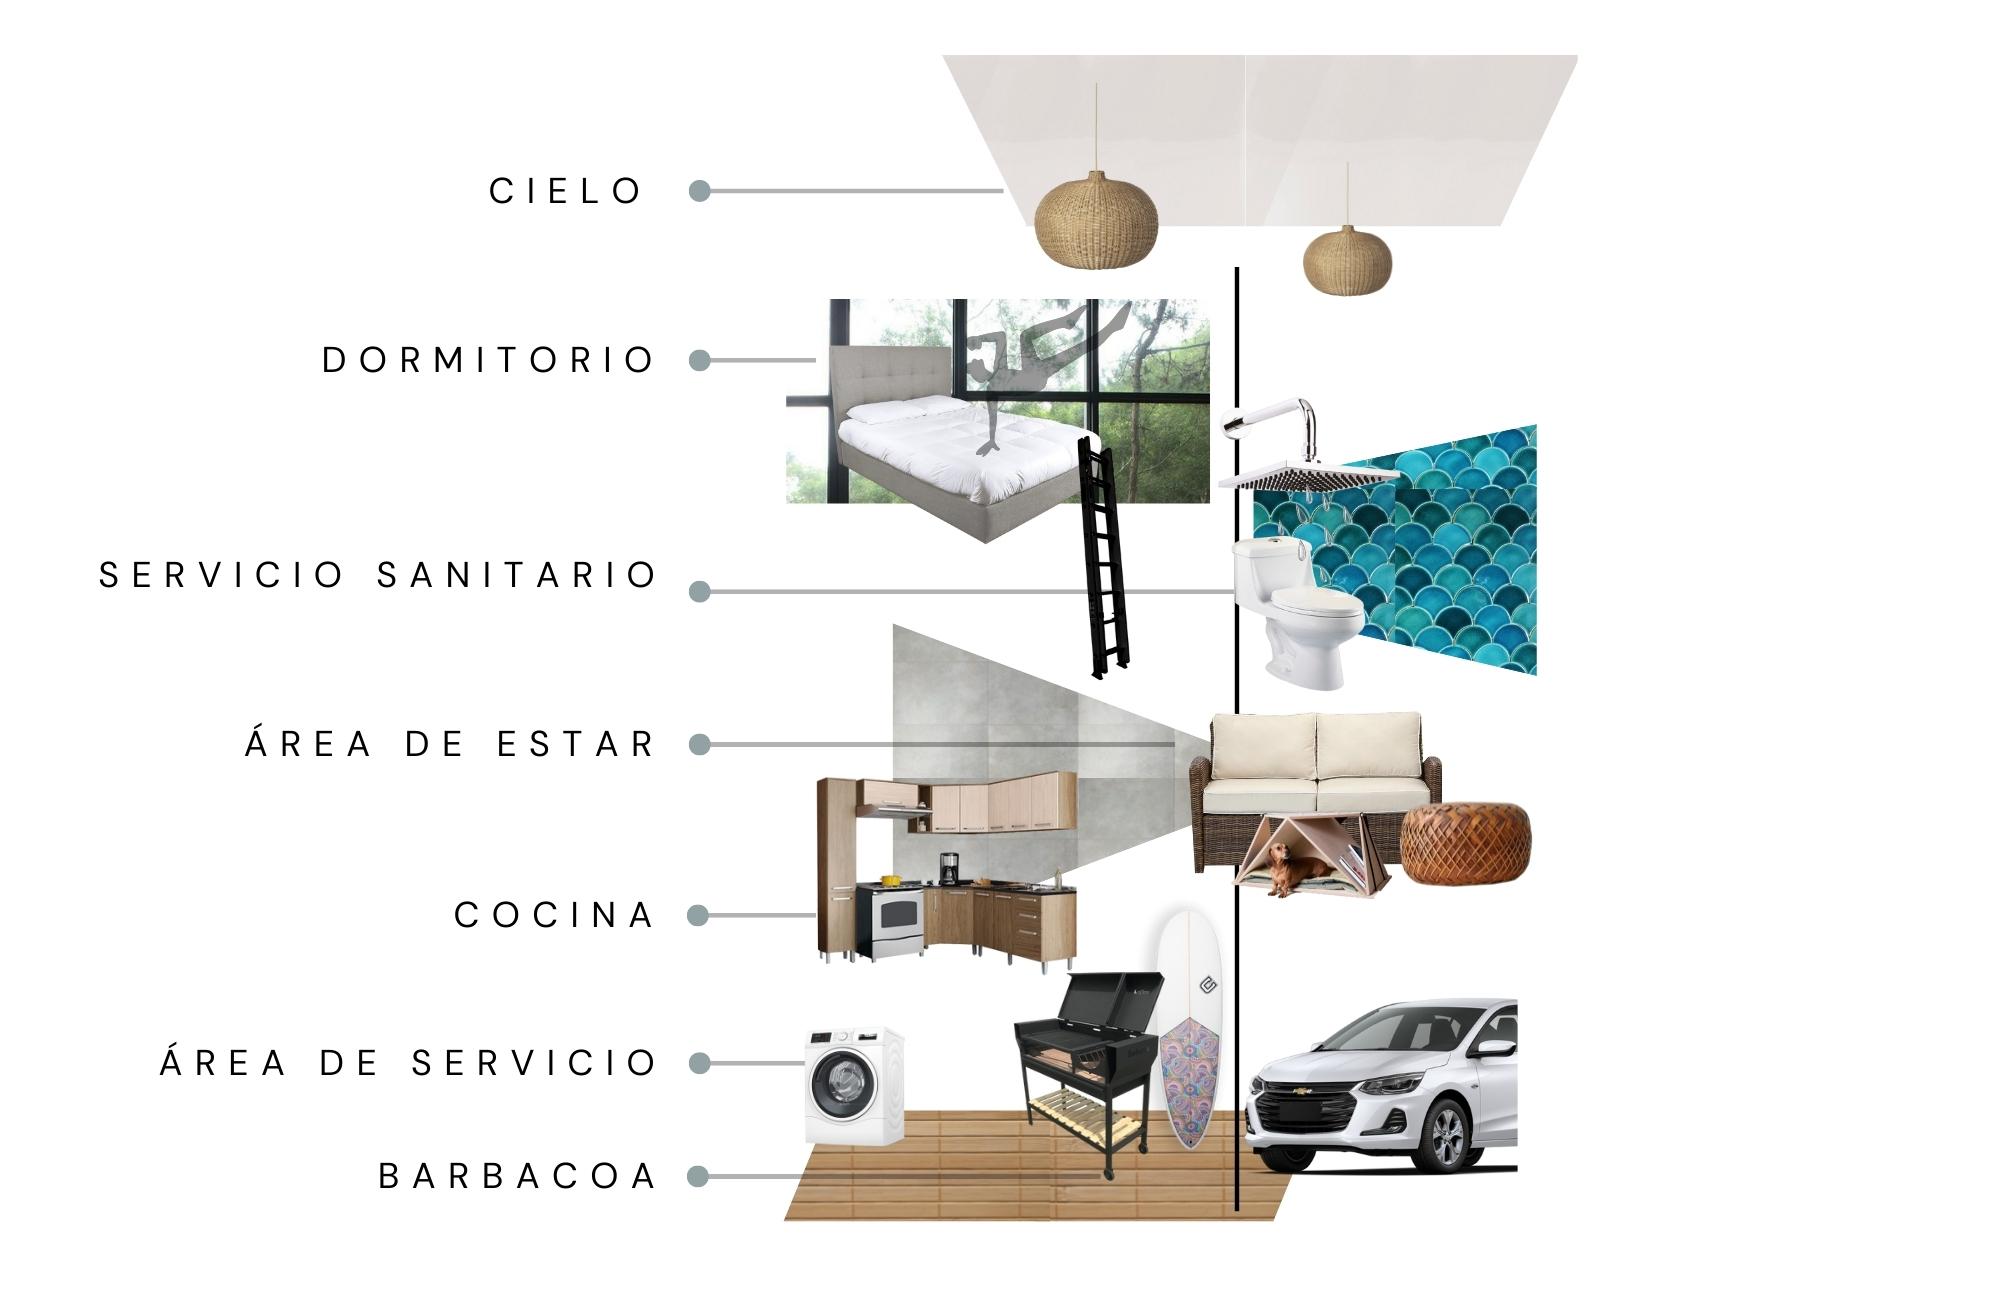 CIELO
DORMITORIO
SERVICIO SANITARIO
ÁREA DE ESTAR
COCINA
ÁREA DE SERVICIO
BARBACOA